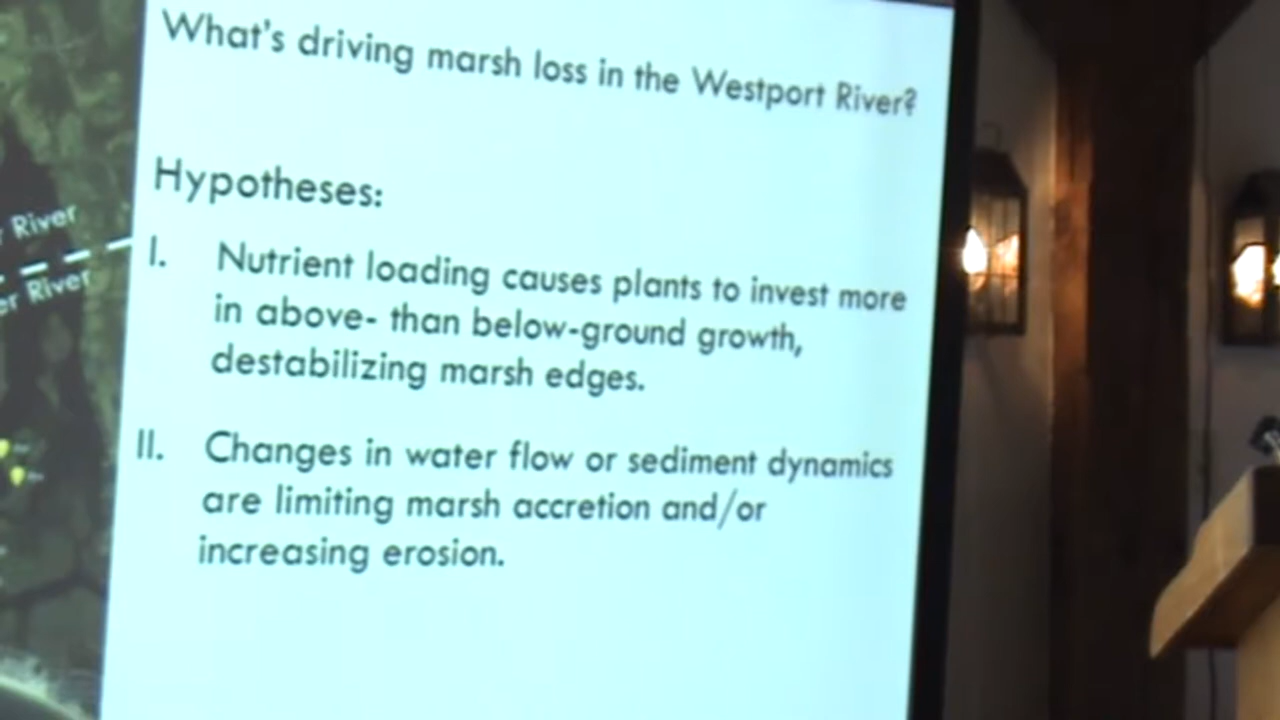 What's driving marsh loss in the Westport River?
Hypotheses:
I. Nutrient loading causes plants to invest more
in above- than below-ground growth,
destabilizing marsh edges.
II. Changes in water flow or sediment dynamics
are limiting marsh accretion and/or
increasing erosion.
River
River